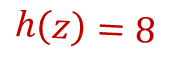 h(z) = 8